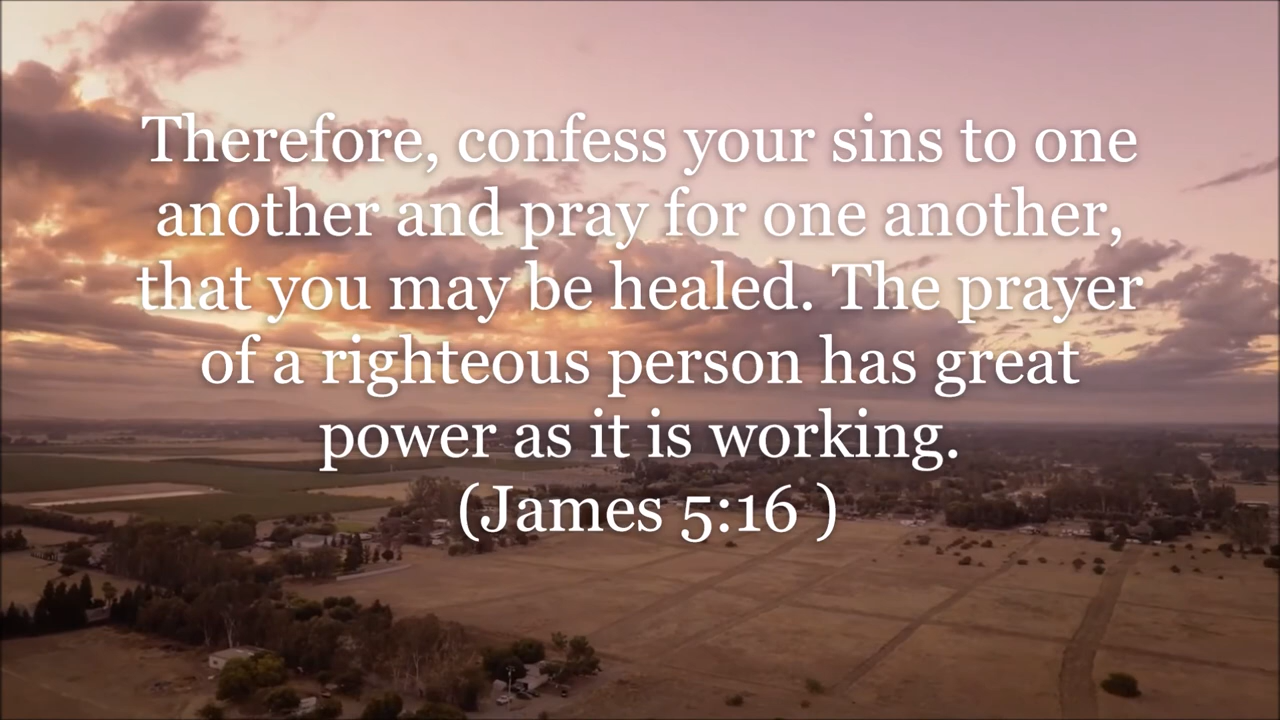 Therefore, confess your sins to one
another and pray for one another,
that you may be healed. The prayer
of a righteous person has great
power as it is working.
(James 5:16 )